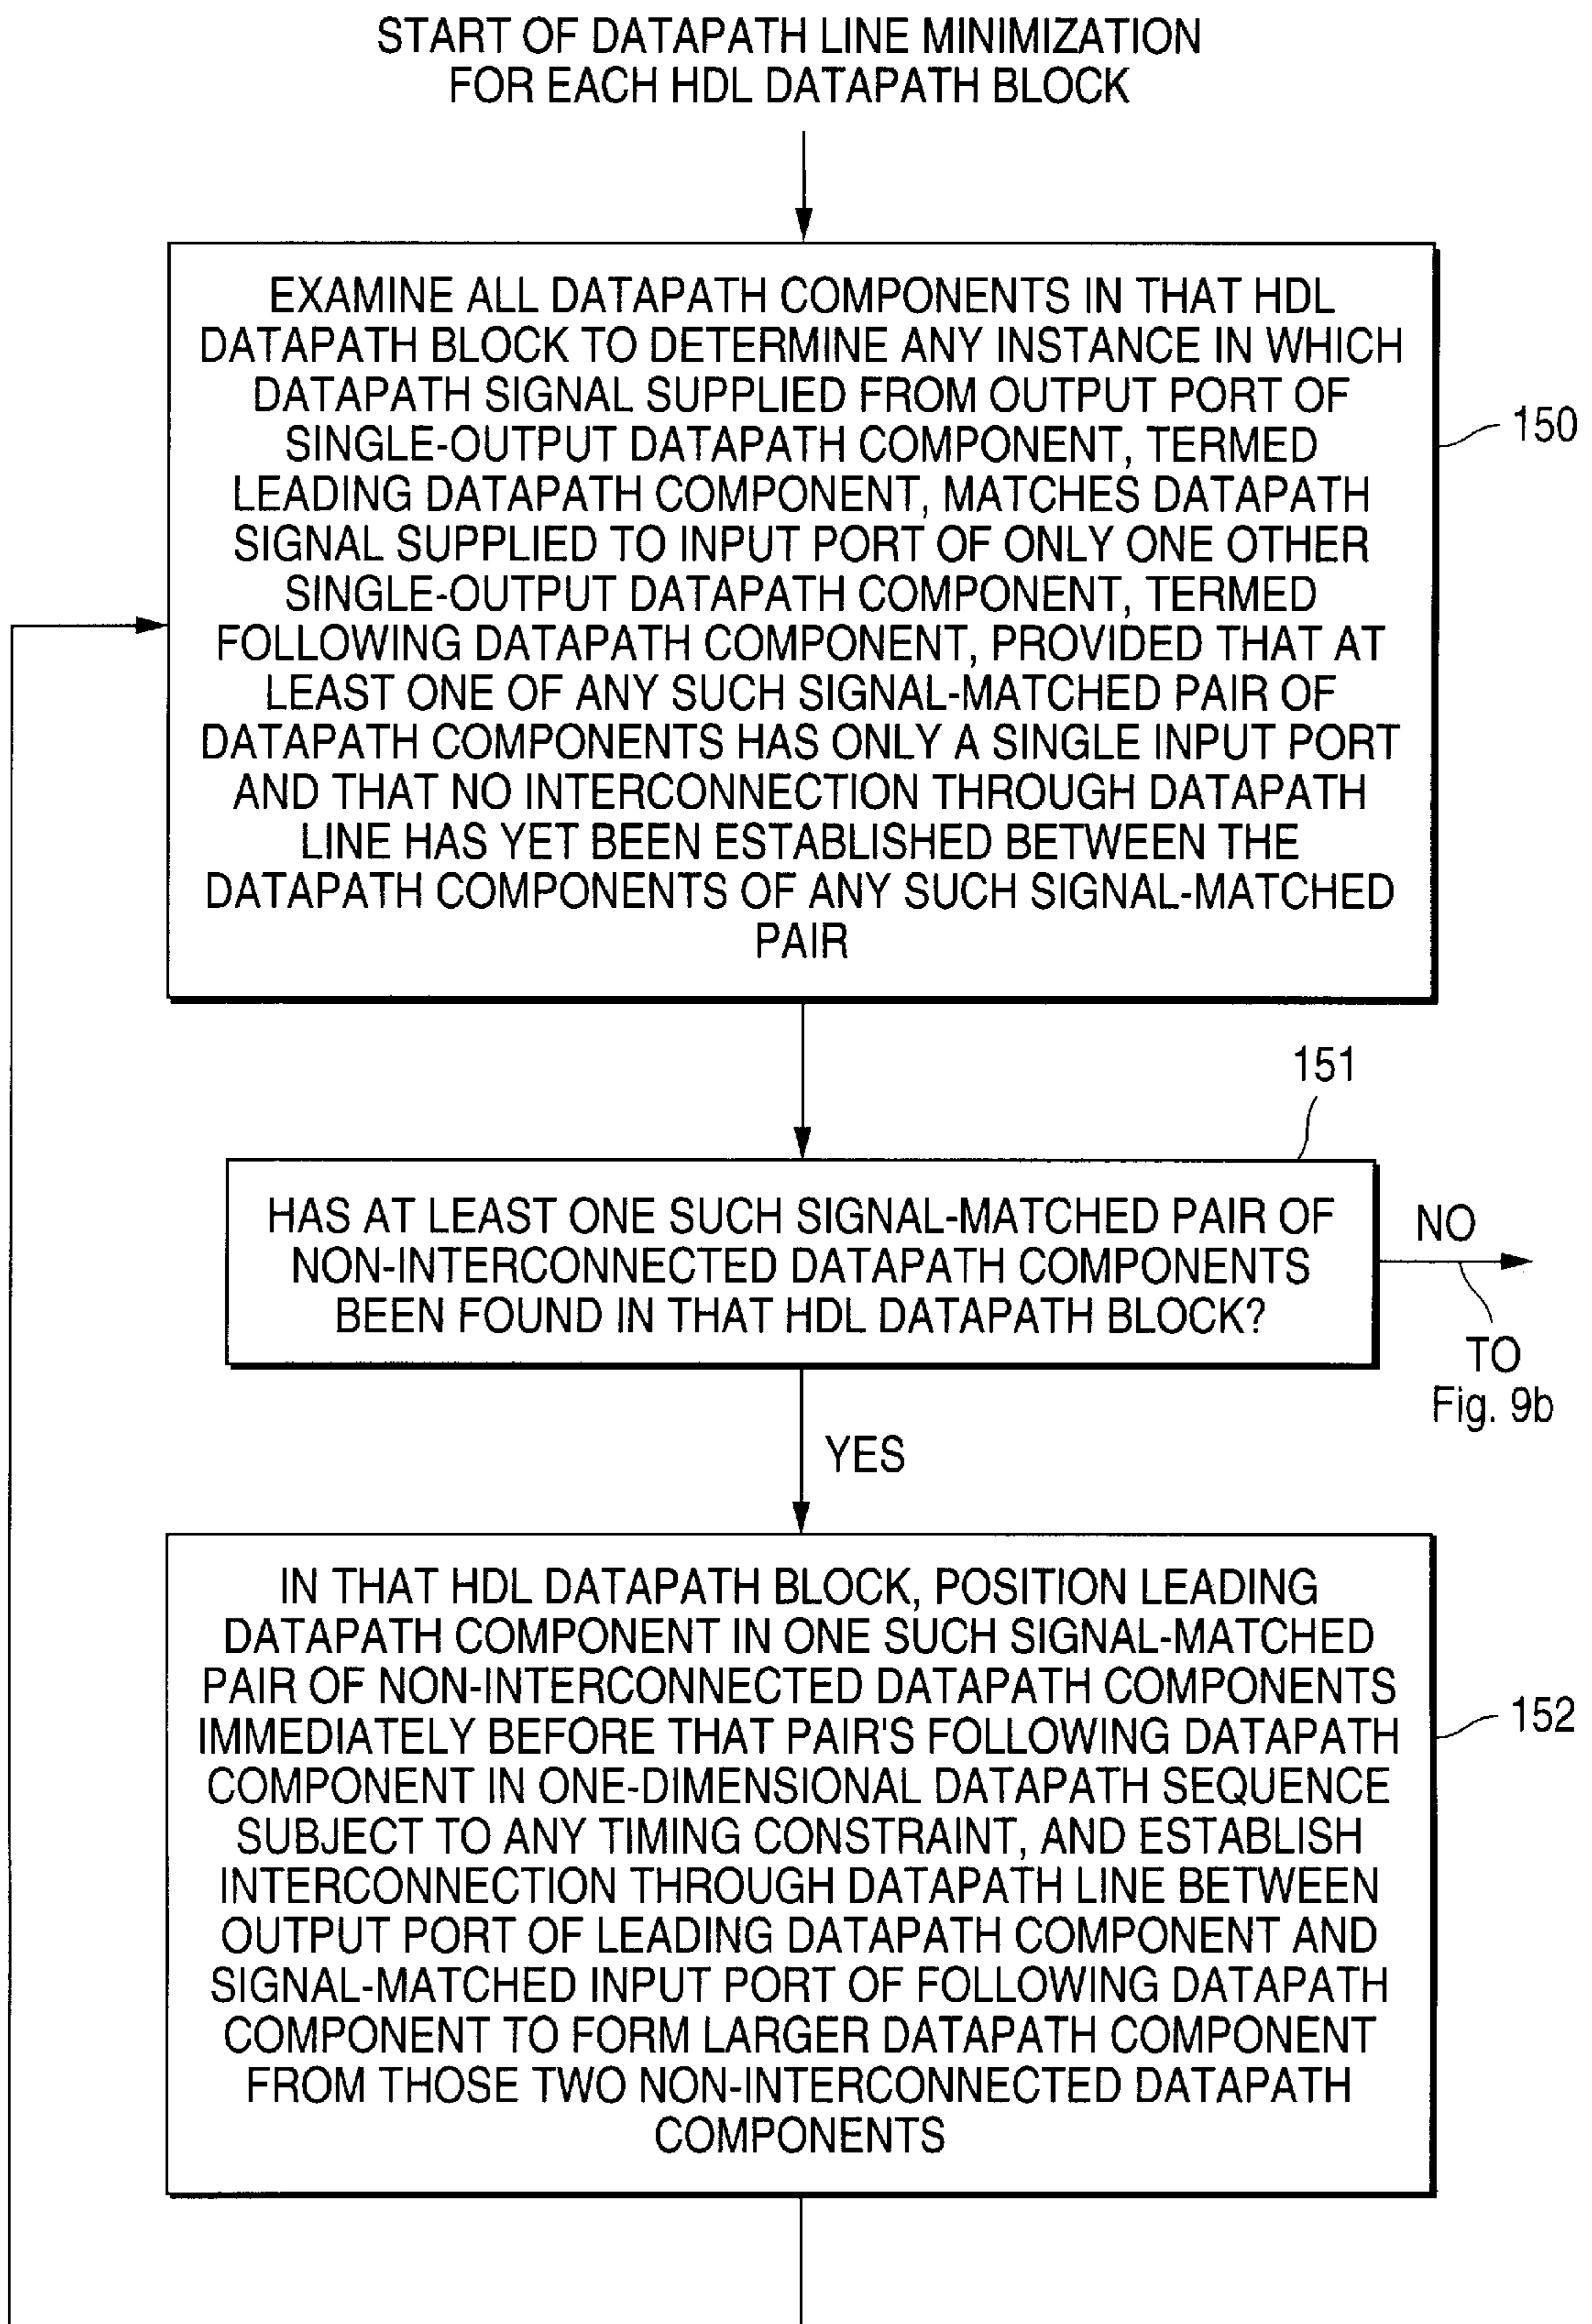 START OF DATAPATH LINE MINIMIZATION
FOR EACH HDL DATAPATH BLOCK
EXAMINE ALL DATAPATH COMPONENTS IN THAT HDL
DATAPATH BLOCK TO DETERMINE ANY INSTANCE IN WHICH
DATAPATH SIGNAL SUPPLIED FROM OUTPUT PORT OF
SINGLE-OUTPUT DATAPATH COMPONENT, TERMED
LEADING DATAPATH COMPONENT, MATCHES DATAPATH
SIGNAL SUPPLIED TO INPUT PORT OF ONLY ONE OTHER
SINGLE-OUTPUT DATAPATH COMPONENT, TERMED
FOLLOWING DATAPATH COMPONENT, PROVIDED THAT AT
LEAST ONE OF ANY SUCH SIGNAL-MATCHED PAIR OF
DATAPATH COMPONENTS HAS ONLY A SINGLE INPUT PORT
AND THAT NO INTERCONNECTION THROUGH DATAPATH
LINE HAS YET BEEN ESTABLISHED BETWEEN THE
DATAPATH COMPONENTS OF ANY SUCH SIGNAL-MATCHED
PAIR
150
151
HAS AT LEAST ONE SUCH SIGNAL-MATCHED PAIR OF
NON-INTERCONNECTED DATAPATH COMPONENTS
BEEN FOUND IN THAT HDL DATAPATH BLOCK?
NO
TO
Fig. 9b
YES
IN THAT HDL DATAPATH BLOCK, POSITION LEADING
DATAPATH COMPONENT IN ONE SUCH SIGNAL-MATCHED
PAIR OF NON-INTERCONNECTED DATAPATH COMPONENTS
IMMEDIATELY BEFORE THAT PAIR'S FOLLOWING DATAPATH
COMPONENT IN ONE-DIMENSIONAL DATAPATH SEQUENCE
SUBJECT TO ANY TIMING CONSTRAINT, AND ESTABLISH
INTERCONNECTION THROUGH DATAPATH LINE BETWEEN
OUTPUT PORT OF LEADING DATAPATH COMPONENT AND
SIGNAL-MATCHED INPUT PORT OF FOLLOWING DATAPATH
COMPONENT TO FORM LARGER DATAPATH COMPONENT
FROM THOSE TWO NON-INTERCONNECTED DATAPATH
COMPONENTS
152